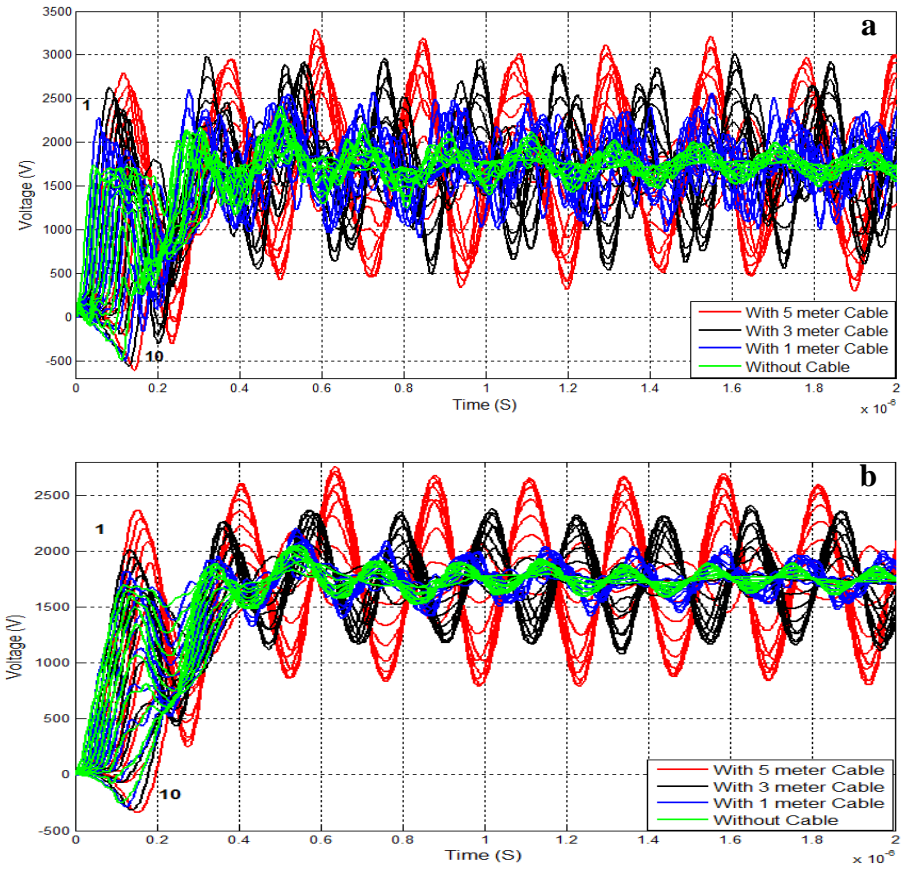 a
3500
3000
2500
2000
1500
1000
500
0
-500
Voltage (V)
1
10
With 5 meter Cable
With 3 meter Cable
With 1 meter Cable
Without Cable
0 0.2 0.4 0.6 0.8 1 1.2 1.4 1.6 1.8 2
Time (S)
x 10⁻⁶
b
2500
2000
1500
1000
500
0
-500
Voltage (V)
1
10
With 5 meter Cable
With 3 meter Cable
With 1 meter Cable
Without Cable
0 0.2 0.4 0.6 0.8 1 1.2 1.4 1.6 1.8 2
Time (S)
x 10⁻⁶